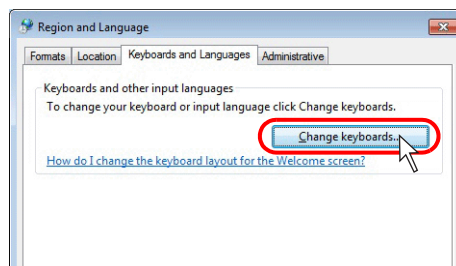 Region and Language
Formats Location Keyboards and Languages Administrative
Keyboards and other input languages
To change your keyboard or input language click Change keyboards.
Change keyboards...
How do I change the keyboard layout for the Welcome screen?